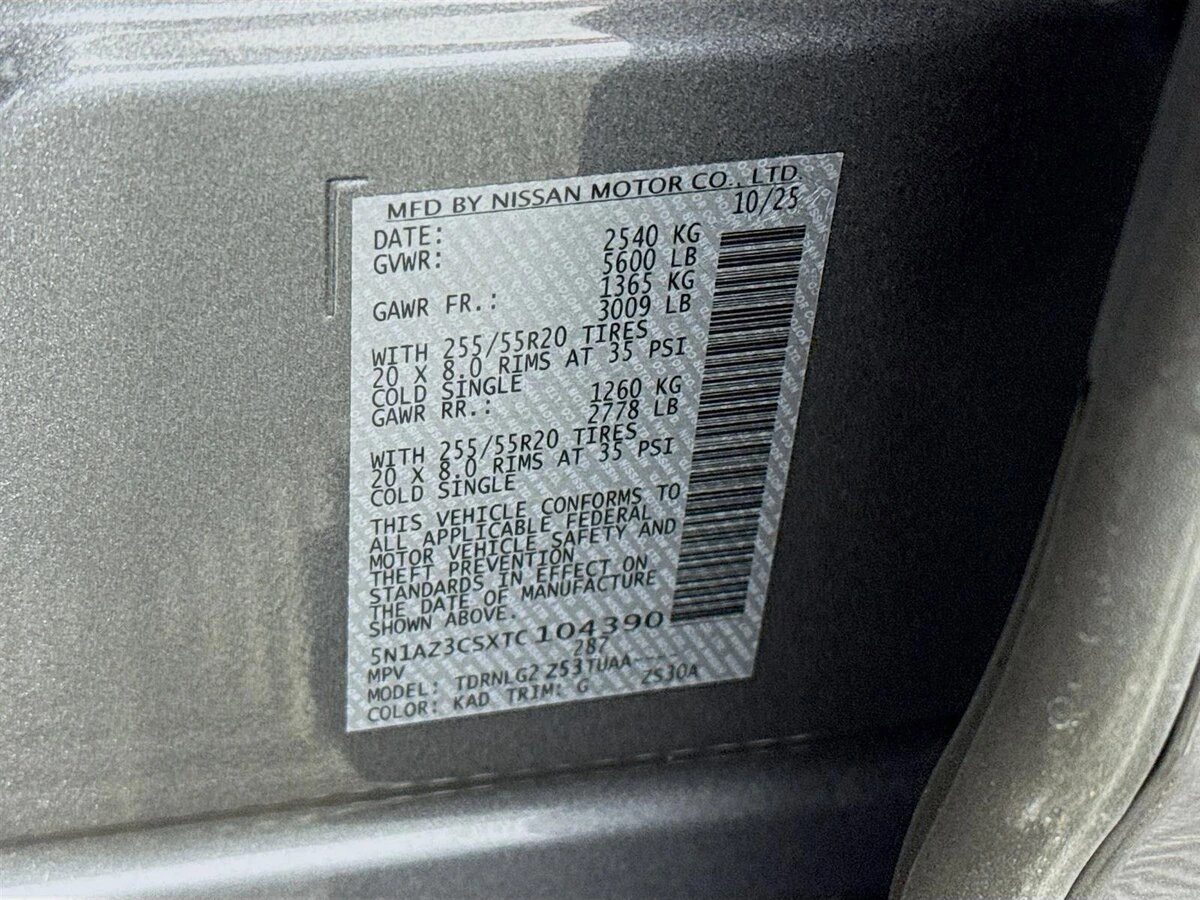 MFD BY NISSAN MOTOR CO., LTD.
DATE: 10/25
GVWR: 2540 KG
5600 LB
1365 KG
GAWR FR.: 3009 LB
WITH 255/55R20 TIRES
20 X 8.0 RIMS AT 35 PSI
COLD SINGLE
GAWR RR.: 1260 KG
2778 LB
WITH 255/55R20 TIRES
20 X 8.0 RIMS AT 35 PSI
COLD SINGLE
THIS VEHICLE CONFORMS TO
ALL APPLICABLE FEDERAL
MOTOR VEHICLE SAFETY AND
THEFT PREVENTION
STANDARDS IN EFFECT ON
THE DATE OF MANUFACTURE
SHOWN ABOVE.
5N1AZ3CSXTC104390
MPV 287
MODEL: TDRNLG2 Z53TUAA----
COLOR: KAD TRIM: G